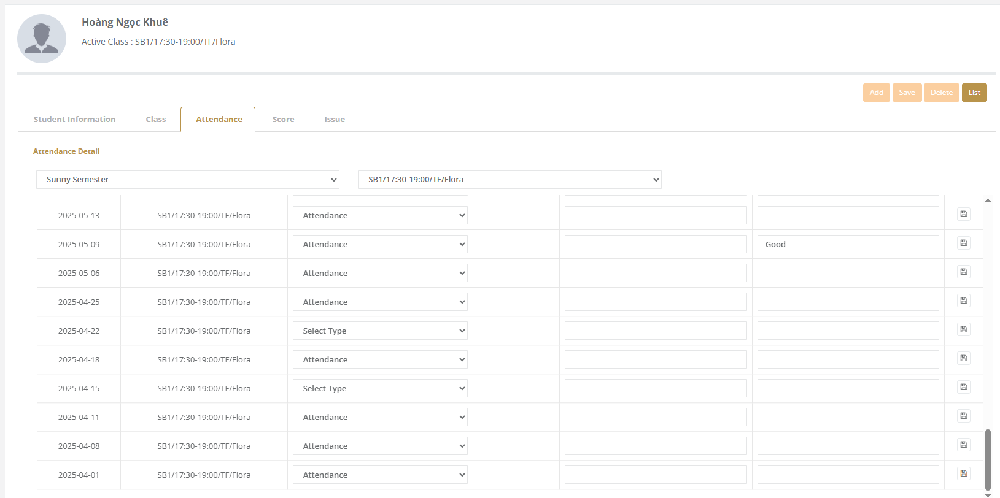 Hoàng Ngọc Khuê
Active Class : SB1/17:30-19:00/TF/Flora
Add Save Delete List
Student Information Class Attendance Score Issue
Attendance Detail
Sunny Semester SB1/17:30-19:00/TF/Flora
2025-05-13 SB1/17:30-19:00/TF/Flora Attendance
2025-05-09 SB1/17:30-19:00/TF/Flora Attendance Good
2025-05-06 SB1/17:30-19:00/TF/Flora Attendance
2025-04-25 SB1/17:30-19:00/TF/Flora Attendance
2025-04-22 SB1/17:30-19:00/TF/Flora Select Type
2025-04-18 SB1/17:30-19:00/TF/Flora Attendance
2025-04-15 SB1/17:30-19:00/TF/Flora Select Type
2025-04-11 SB1/17:30-19:00/TF/Flora Attendance
2025-04-08 SB1/17:30-19:00/TF/Flora Attendance
2025-04-01 SB1/17:30-19:00/TF/Flora Attendance